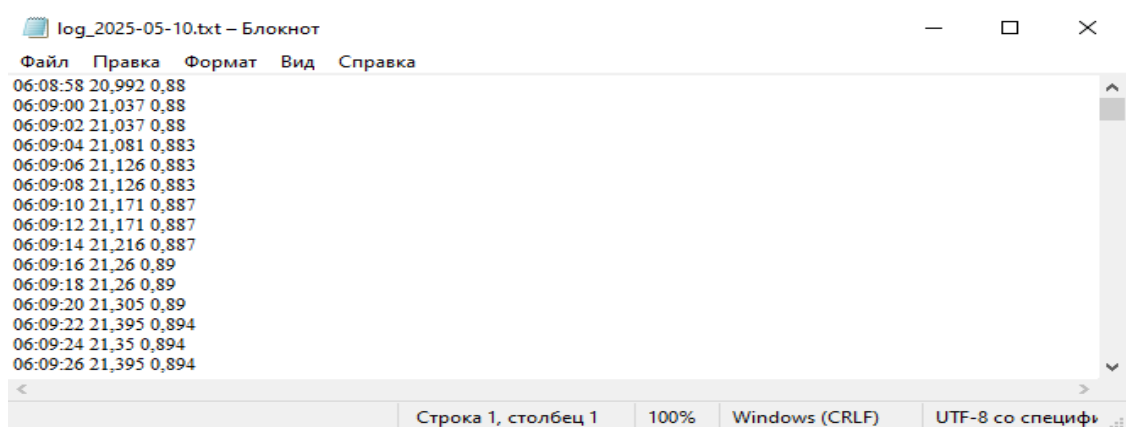 log_2025-05-10.txt – Блокнот
Файл Правка Формат Вид Справка
06:08:58 20,992 0,88
06:09:00 21,037 0,88
06:09:02 21,037 0,88
06:09:04 21,081 0,883
06:09:06 21,126 0,883
06:09:08 21,126 0,883
06:09:10 21,171 0,887
06:09:12 21,171 0,887
06:09:14 21,216 0,887
06:09:16 21,26 0,89
06:09:18 21,26 0,89
06:09:20 21,305 0,89
06:09:22 21,395 0,894
06:09:24 21,35 0,894
06:09:26 21,395 0,894
Строка 1, столбец 1 100% Windows (CRLF) UTF-8 со специфи